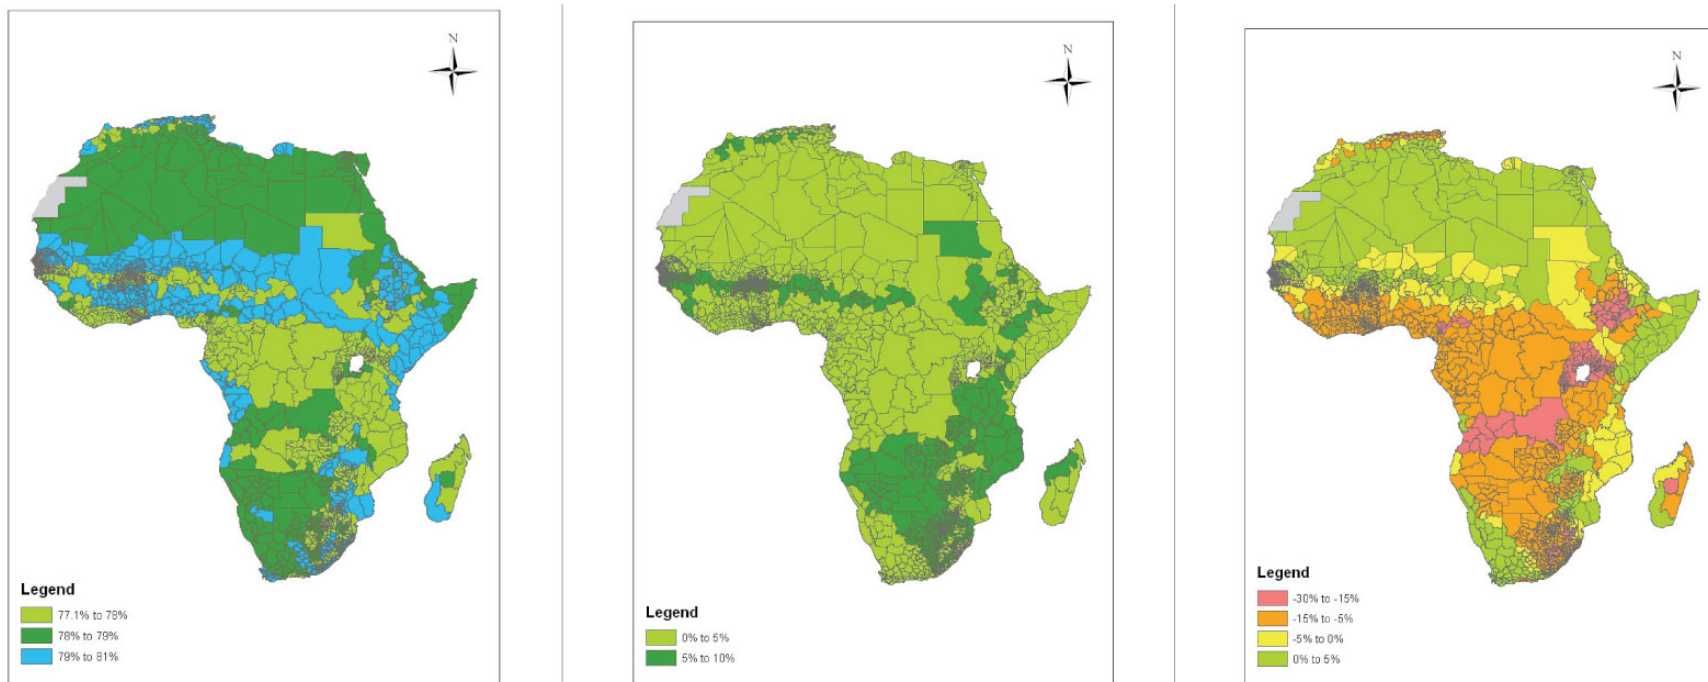 N
Legend
77.1% to 78%
78% to 79%
79% to 81%
N
Legend
0% to 5%
5% to 10%
N
Legend
-30% to -15%
-15% to -5%
-5% to 0%
0% to 5%